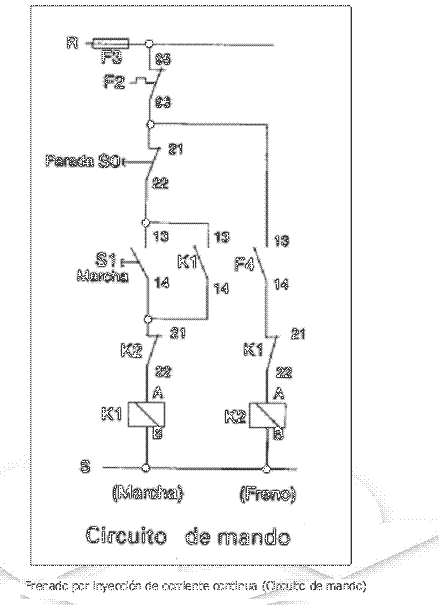 R
F3
95
F2
93
21
Parada S0
22
13 13 13
S1 K1 F4
Marcha
14 14 14
21 21
K2 K1
22 22
A A
K1 K2
B B
S
(Marcha) (Freno)
Circuito de mando
Frenado por inyección de corriente continua (Circuito de mando)